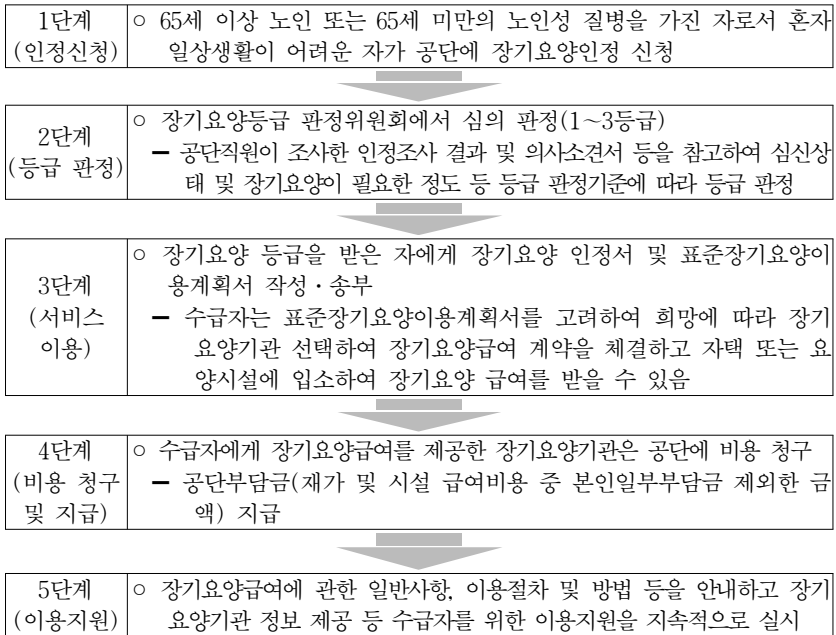 1단계
(인정신청)
○ 65세 이상 노인 또는 65세 미만의 노인성 질병을 가진 자로서 혼자
일상생활이 어려운 자가 공단에 장기요양인정 신청
2단계
(등급 판정)
○ 장기요양등급 판정위원회에서 심의 판정(1~3등급)
ー 공단직원이 조사한 인정조사 결과 및 의사소견서 등을 참고하여 심신상
태 및 장기요양이 필요한 정도 등 등급 판정기준에 따라 등급 판정
3단계
(서비스
이용)
○ 장기요양 등급을 받은 자에게 장기요양 인정서 및 표준장기요양이
용계획서 작성・송부
ー 수급자는 표준장기요양이용계획서를 고려하여 희망에 따라 장기
요양기관 선택하여 장기요양급여 계약을 체결하고 자택 또는 요
양시설에 입소하여 장기요양 급여를 받을 수 있음
4단계
(비용 청구
및 지급)
○ 수급자에게 장기요양급여를 제공한 장기요양기관은 공단에 비용 청구
ー 공단부담금(재가 및 시설 급여비용 중 본인일부부담금 제외한 금
액) 지급
5단계
(이용지원)
○ 장기요양급여에 관한 일반사항, 이용절차 및 방법 등을 안내하고 장기
요양기관 정보 제공 등 수급자를 위한 이용지원을 지속적으로 실시